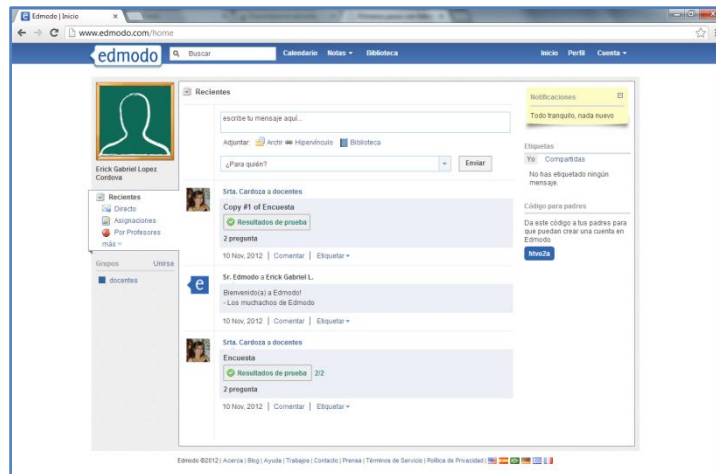 Edmodo | Inicio
www.edmodo.com/home
edmodo
Buscar
Calendario
Notas
Biblioteca
Inicio
Perfil
Cuenta
Erick Gabriel Lopez
Cordova
Recientes
Directo
Asignaciones
Por Profesores
más
Grupos
Unirse
docentes
Recientes
escribe tu mensaje aquí...
Adjuntar:
Archi
Hipervínculo
Biblioteca
¿Para quién?
Enviar
Srta. Cardoza a docentes
Copy #1 of Encuesta
Resultados de prueba
2 pregunta
10 Nov, 2012 | Comentar | Etiquetar
Sr. Edmodo a Erick Gabriel L.
Bienvenido(a) a Edmodo!
- Los muchachos de Edmodo
10 Nov, 2012 | Comentar | Etiquetar
Srta. Cardoza a docentes
Encuesta
Resultados de prueba 2/2
2 pregunta
10 Nov, 2012 | Comentar | Etiquetar
Notificaciones
Todo tranquilo, nada nuevo
Etiquetas
Yo
Compartidas
No has etiquetado ningún
mensaje.
Código para padres
Da este código a tus padres para
que puedan crear una cuenta en
Edmodo
Edmodo ©2012 | Acerca | Blog | Ayuda | Trabajos | Contacto | Prensa | Términos de Servicio | Política de Privacidad |